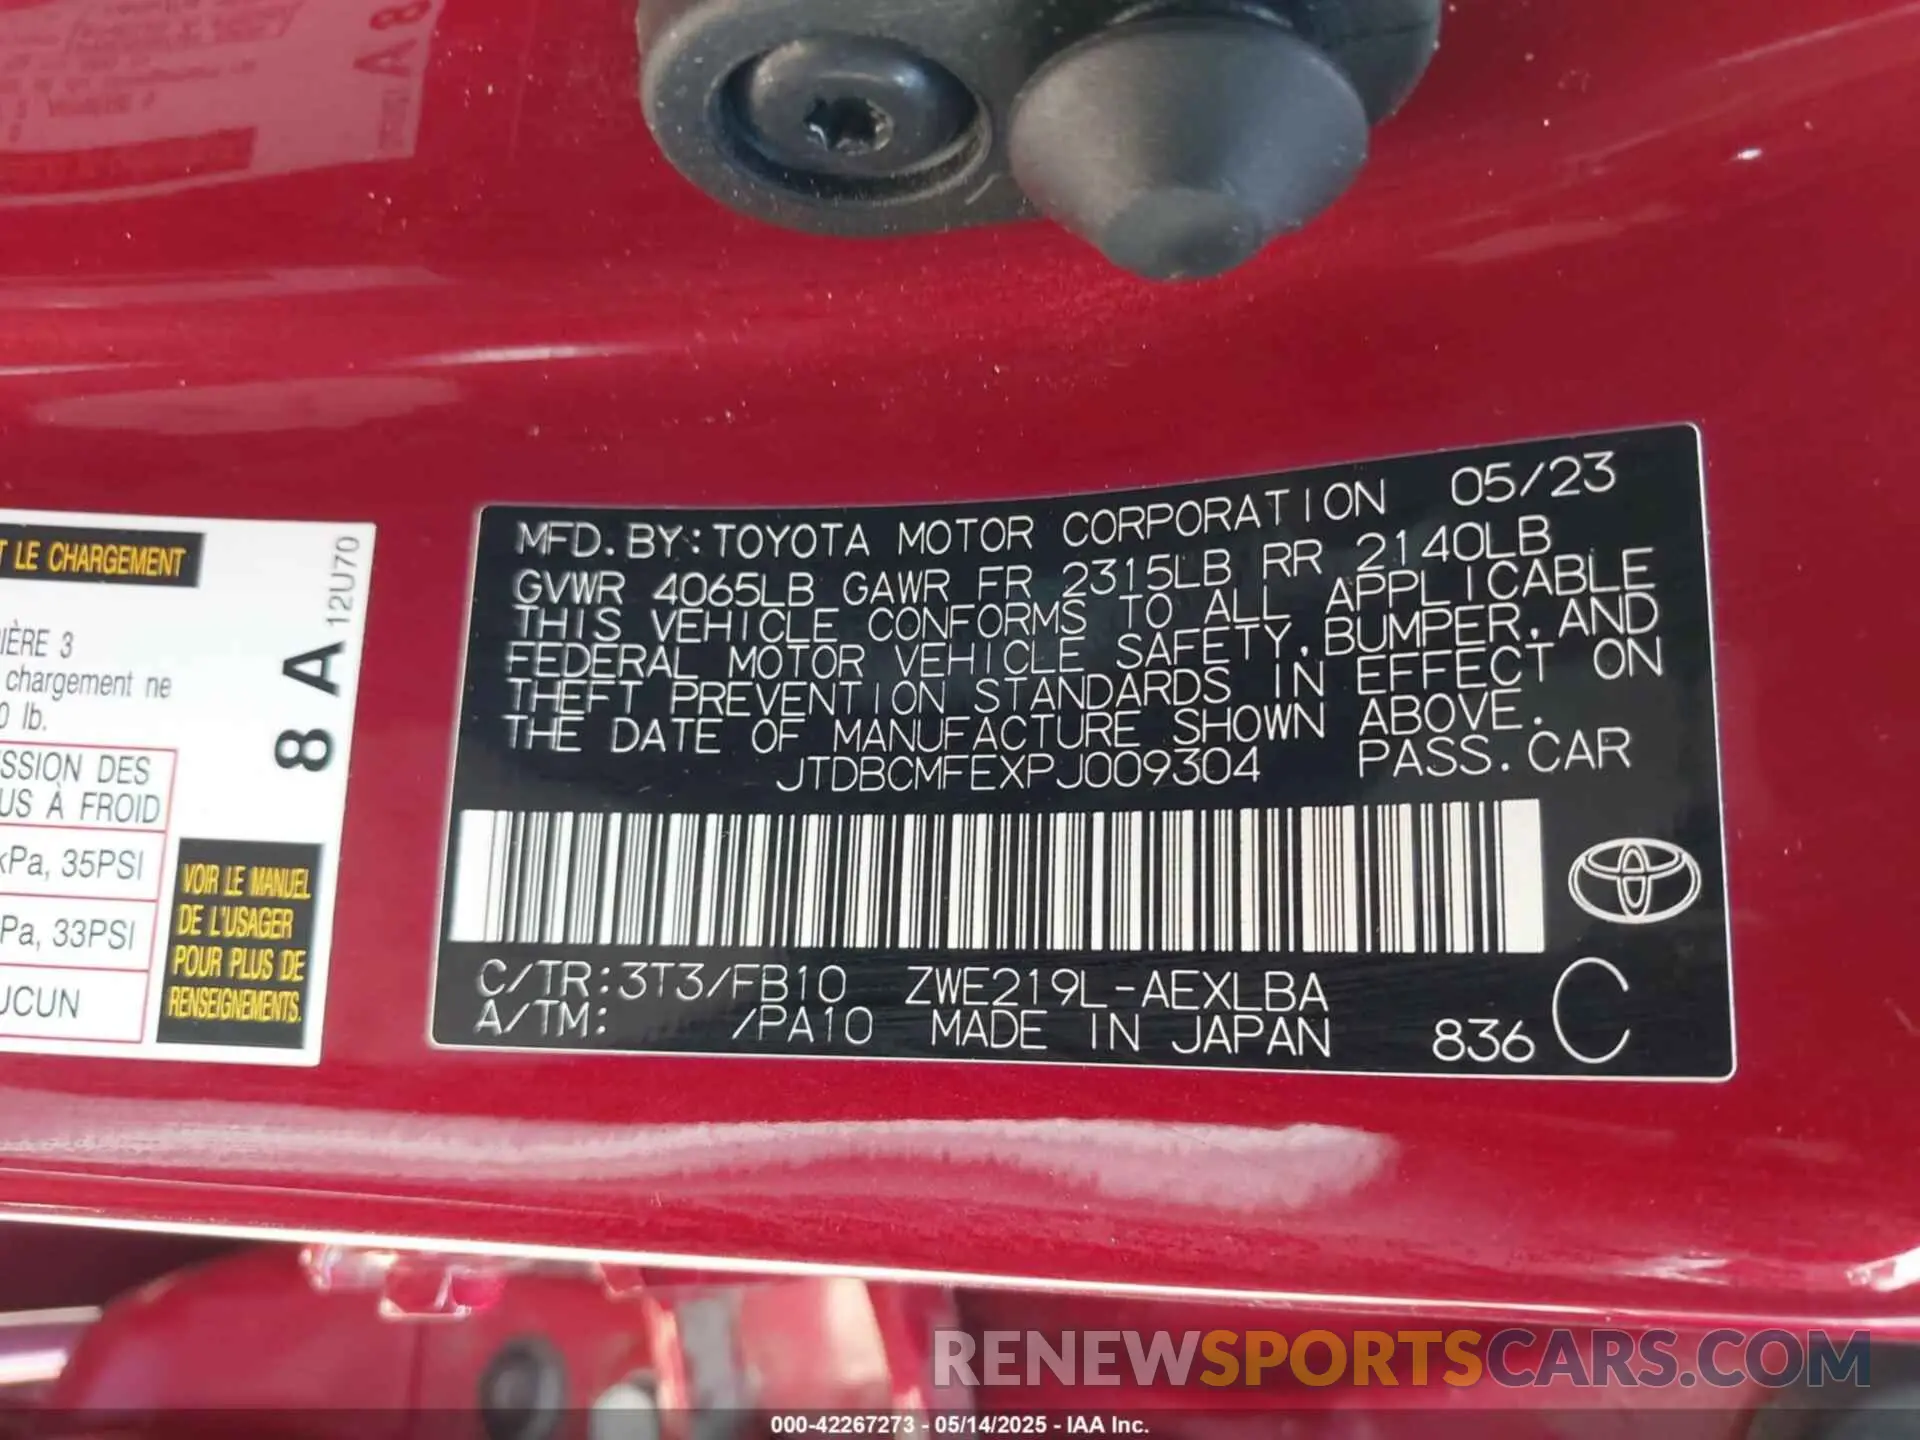 T LE CHARGEMENT
12U70
8 A
IÈRE 3
chargement ne
0 lb.
SSION DES
US À FROID
kPa, 35PSI
Pa, 33PSI
UCUN
VOIR LE MANUEL
DE L'USAGER
POUR PLUS DE
RENSEIGNEMENTS.
MFD. BY: TOYOTA MOTOR CORPORATION 05/23
GVWR 4065LB GAWR FR 2315LB RR 2140LB
THIS VEHICLE CONFORMS TO ALL APPLICABLE
FEDERAL MOTOR VEHICLE SAFETY, BUMPER, AND
THEFT PREVENTION STANDARDS IN EFFECT ON
THE DATE OF MANUFACTURE SHOWN ABOVE.
JTDBCMFEXPJ009304 PASS. CAR
C/TR:3T3/FB10 ZWE219L-AEXLBA
A/TM: /PA10 MADE IN JAPAN 836 C
RENEWSPORTSCARS.COM
000-42267273 - 05/14/2025 - IAA Inc.